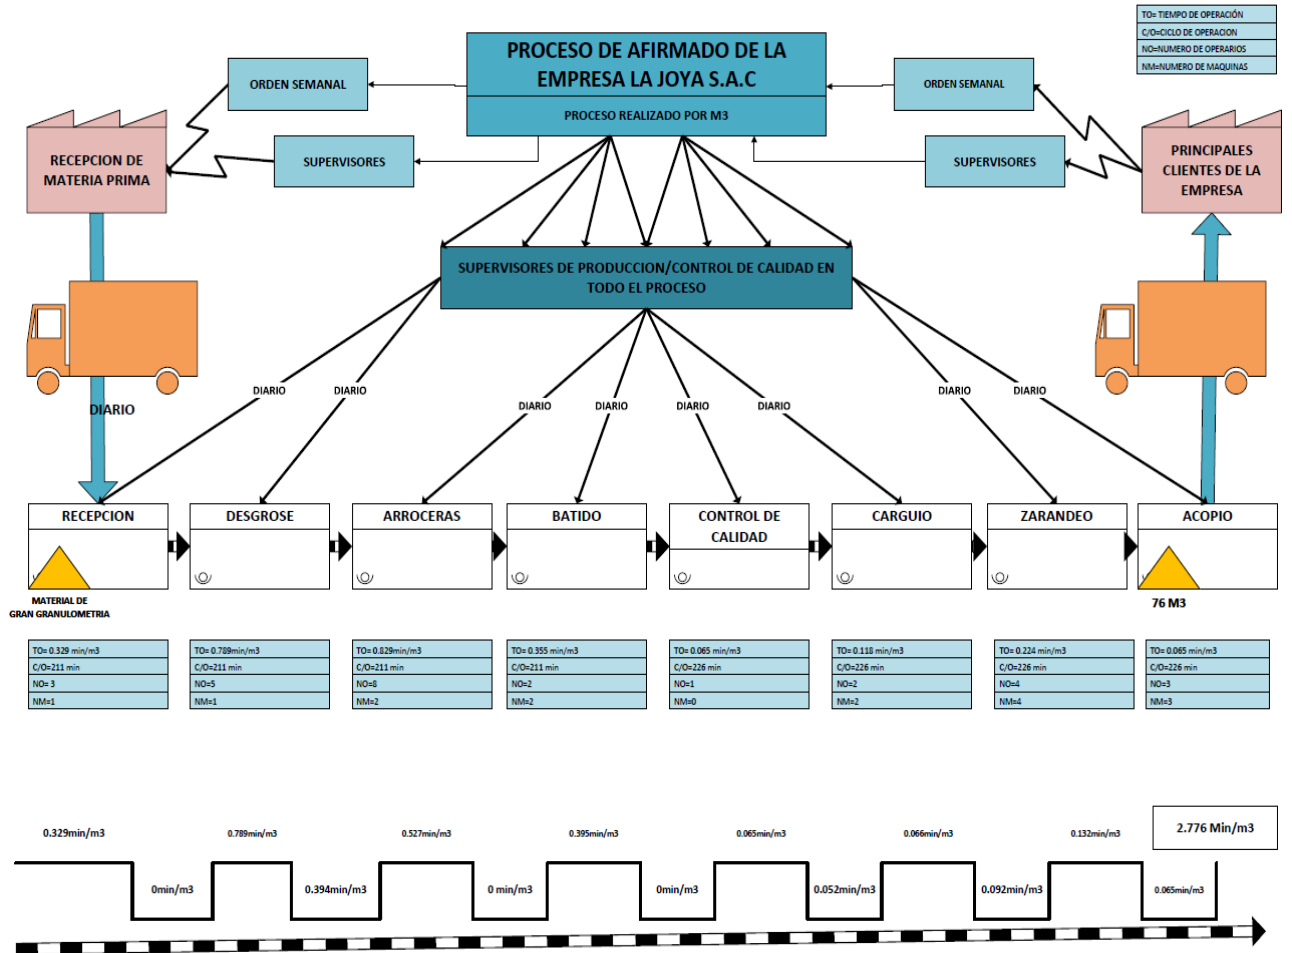 TO= TIEMPO DE OPERACIÓN
C/O=CICLO DE OPERACION
NO=NUMERO DE OPERARIOS
NM=NUMERO DE MAQUINAS
PROCESO DE AFIRMADO DE LA
EMPRESA LA JOYA S.A.C
PROCESO REALIZADO POR M3
ORDEN SEMANAL
SUPERVISORES
ORDEN SEMANAL
SUPERVISORES
RECEPCION DE
MATERIA PRIMA
PRINCIPALES
CLIENTES DE LA
EMPRESA
SUPERVISORES DE PRODUCCION/CONTROL DE CALIDAD EN
TODO EL PROCESO
DIARIO
DIARIO
DIARIO
DIARIO
DIARIO
DIARIO
DIARIO
DIARIO
DIARIO
RECEPCION
DESGROSE
ARROCERAS
BATIDO
CONTROL DE
CALIDAD
CARGUIO
ZARANDEO
ACOPIO
MATERIAL DE
GRAN GRANULOMETRIA
76 M3
TO= 0.329 min/m3
C/O=211 min
NO= 3
NM=1
TO= 0.789min/m3
C/O=211 min
NO=5
NM=1
TO= 0.829min/m3
C/O=211 min
NO=8
NM=2
TO= 0.355 min/m3
C/O=211 min
NO=2
NM=2
TO= 0.065 min/m3
C/O=226 min
NO=1
NM=0
TO= 0.118 min/m3
C/O=226 min
NO=2
NM=2
TO= 0.224 min/m3
C/O=226 min
NO=4
NM=4
TO= 0.065 min/m3
C/O=226 min
NO=3
NM=3
0.329min/m3
0.789min/m3
0.527min/m3
0.395min/m3
0.065min/m3
0.066min/m3
0.132min/m3
2.776 Min/m3
0min/m3
0.394min/m3
0 min/m3
0min/m3
0.052min/m3
0.092min/m3
0.065min/m3